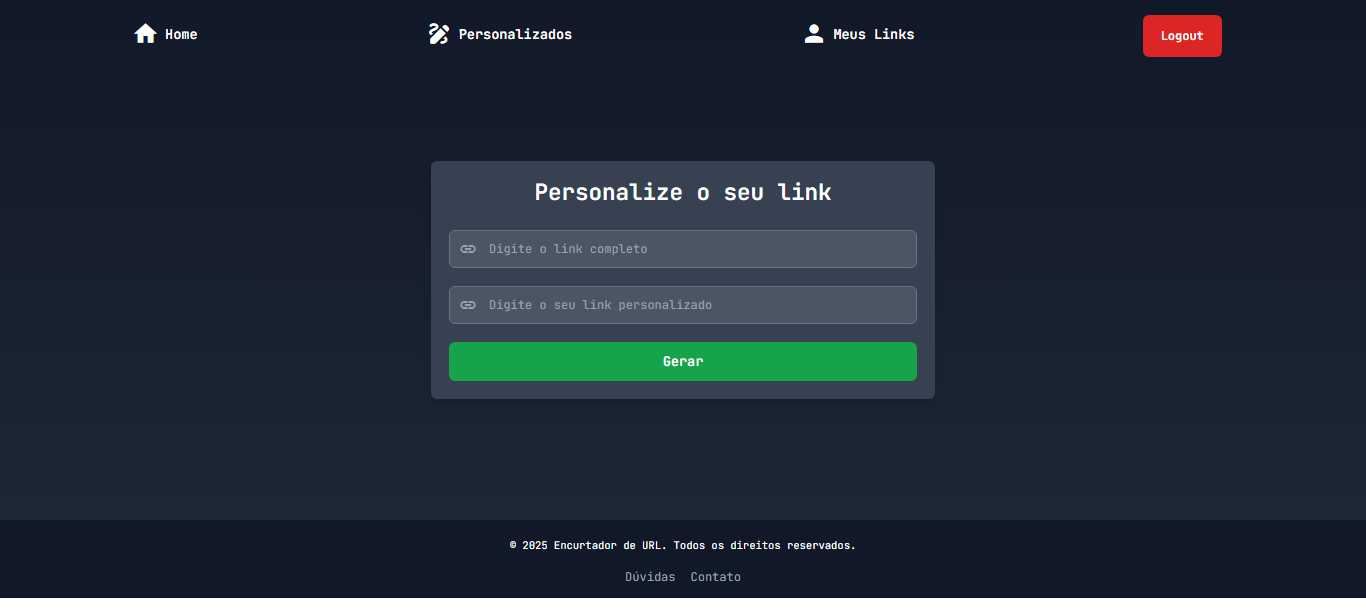 Home
Personalizados
Meus Links
Logout
Personalize o seu link
Digite o link completo
Digite o seu link personalizado
Gerar
© 2025 Encurtador de URL. Todos os direitos reservados.
Dúvidas Contato